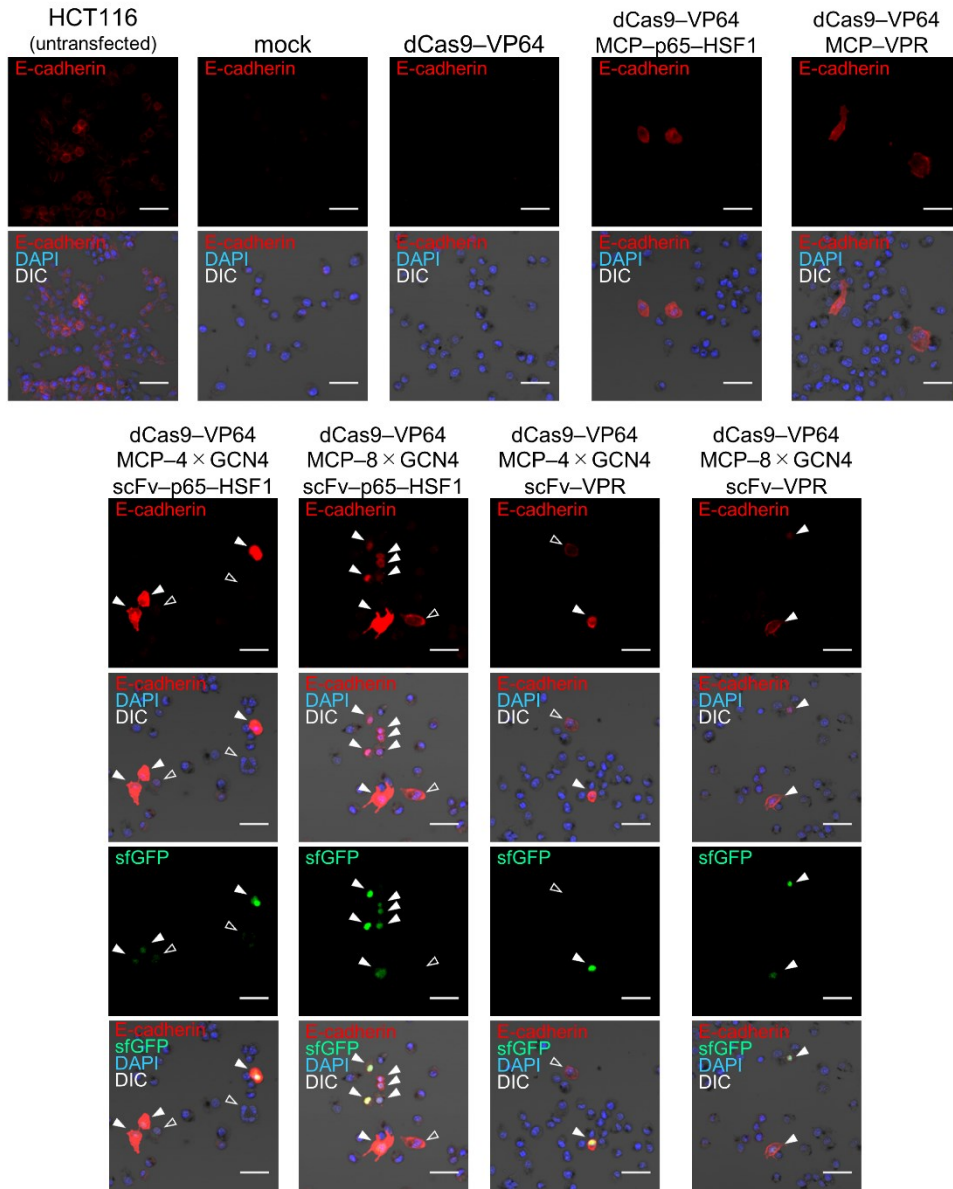 HCT116
(untransfected)
mock
dCas9–VP64
dCas9–VP64
MCP–p65–HSF1
dCas9–VP64
MCP–VPR
E-cadherin
E-cadherin
E-cadherin
E-cadherin
E-cadherin
E-cadherin
DAPI
DIC
E-cadherin
DAPI
DIC
E-cadherin
DAPI
DIC
E-cadherin
DAPI
DIC
E-cadherin
DAPI
DIC
dCas9–VP64
MCP–4 × GCN4
scFv–p65–HSF1
dCas9–VP64
MCP–8 × GCN4
scFv–p65–HSF1
dCas9–VP64
MCP–4 × GCN4
scFv–VPR
dCas9–VP64
MCP–8 × GCN4
scFv–VPR
E-cadherin
E-cadherin
E-cadherin
E-cadherin
E-cadherin
DAPI
DIC
E-cadherin
DAPI
DIC
E-cadherin
DAPI
DIC
E-cadherin
DAPI
DIC
sfGFP
sfGFP
sfGFP
sfGFP
E-cadherin
sfGFP
DAPI
DIC
E-cadherin
sfGFP
DAPI
DIC
E-cadherin
sfGFP
DAPI
DIC
E-cadherin
sfGFP
DAPI
DIC